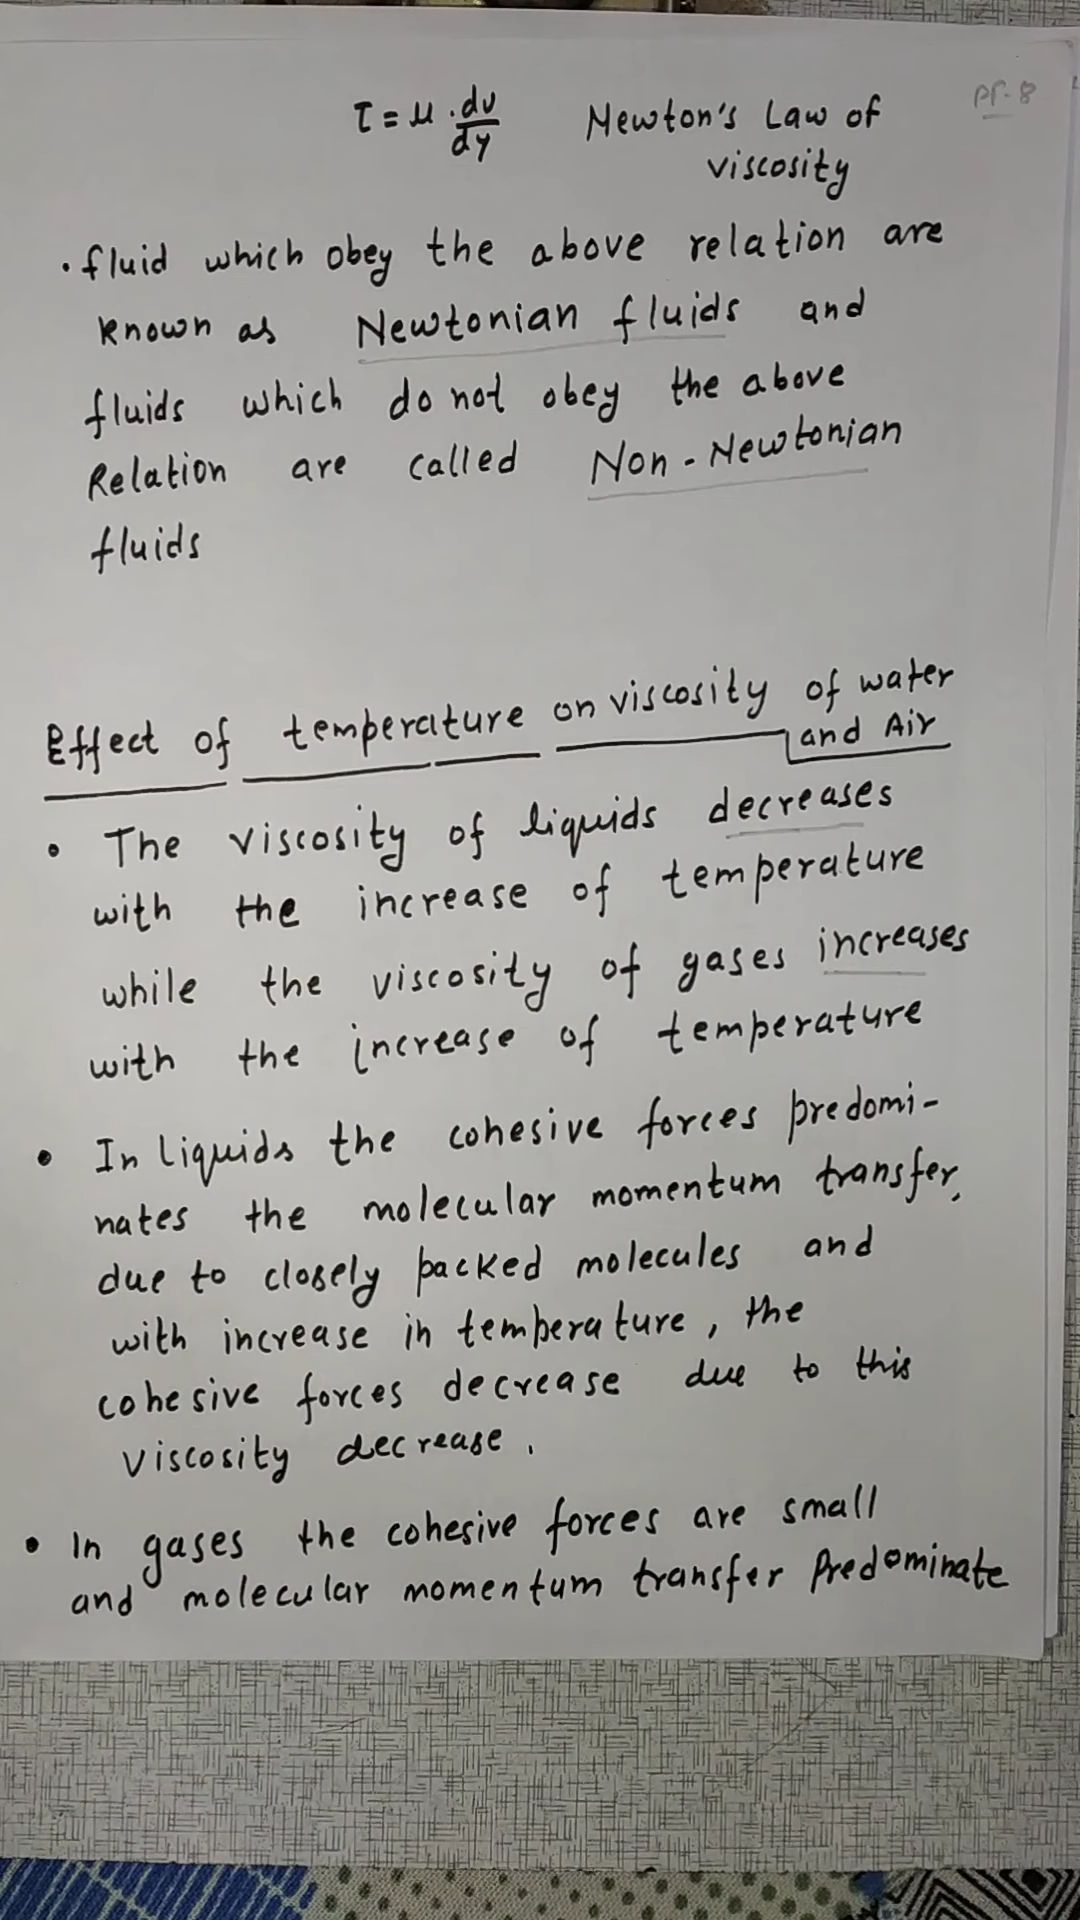 PP-8
τ = μ . du/dy Newton's Law of
viscosity
• fluid which obey the above relation are
known as Newtonian fluids and
fluids which do not obey the above
Relation are called Non-Newtonian
fluids
Effect of temperature on viscosity of water
and Air
• The viscosity of liquids decreases
with the increase of temperature
while the viscosity of gases increases
with the increase of temperature
• In liquids the cohesive forces predomi-
nates the molecular momentum transfer,
due to closely packed molecules and
with increase in temperature, the
cohesive forces decrease due to this
viscosity decrease.
• In gases the cohesive forces are small
and molecular momentum transfer Predominate